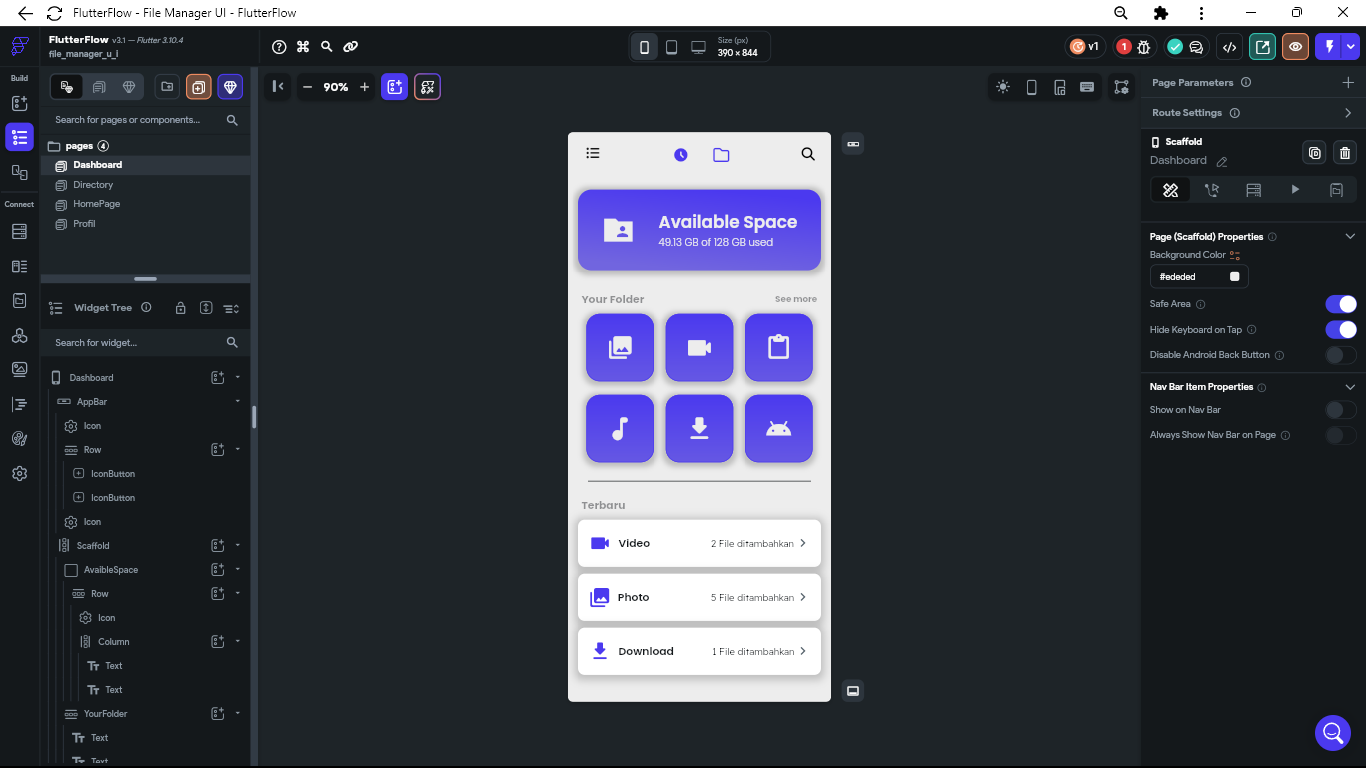 FlutterFlow - File Manager UI - FlutterFlow
FlutterFlow v3.1 — Flutter 3.10.4
file_manager_u_i
Size (px)
390 × 844
v1
1
Build
Connect
90%
Search for pages or components...
pages (4)
Dashboard
Directory
HomePage
Profil
Widget Tree
Search for widget...
Dashboard
AppBar
Icon
Row
IconButton
IconButton
Icon
Scaffold
AvaibleSpace
Row
Icon
Column
Text
Text
YourFolder
Text
Text
Available Space
49.13 GB of 128 GB used
Your Folder
See more
Terbaru
Video
2 File ditambahkan
Photo
5 File ditambahkan
Download
1 File ditambahkan
Page Parameters
Route Settings
Scaffold
Dashboard
Page (Scaffold) Properties
Background Color
#ededed
Safe Area
Hide Keyboard on Tap
Disable Android Back Button
Nav Bar Item Properties
Show on Nav Bar
Always Show Nav Bar on Page